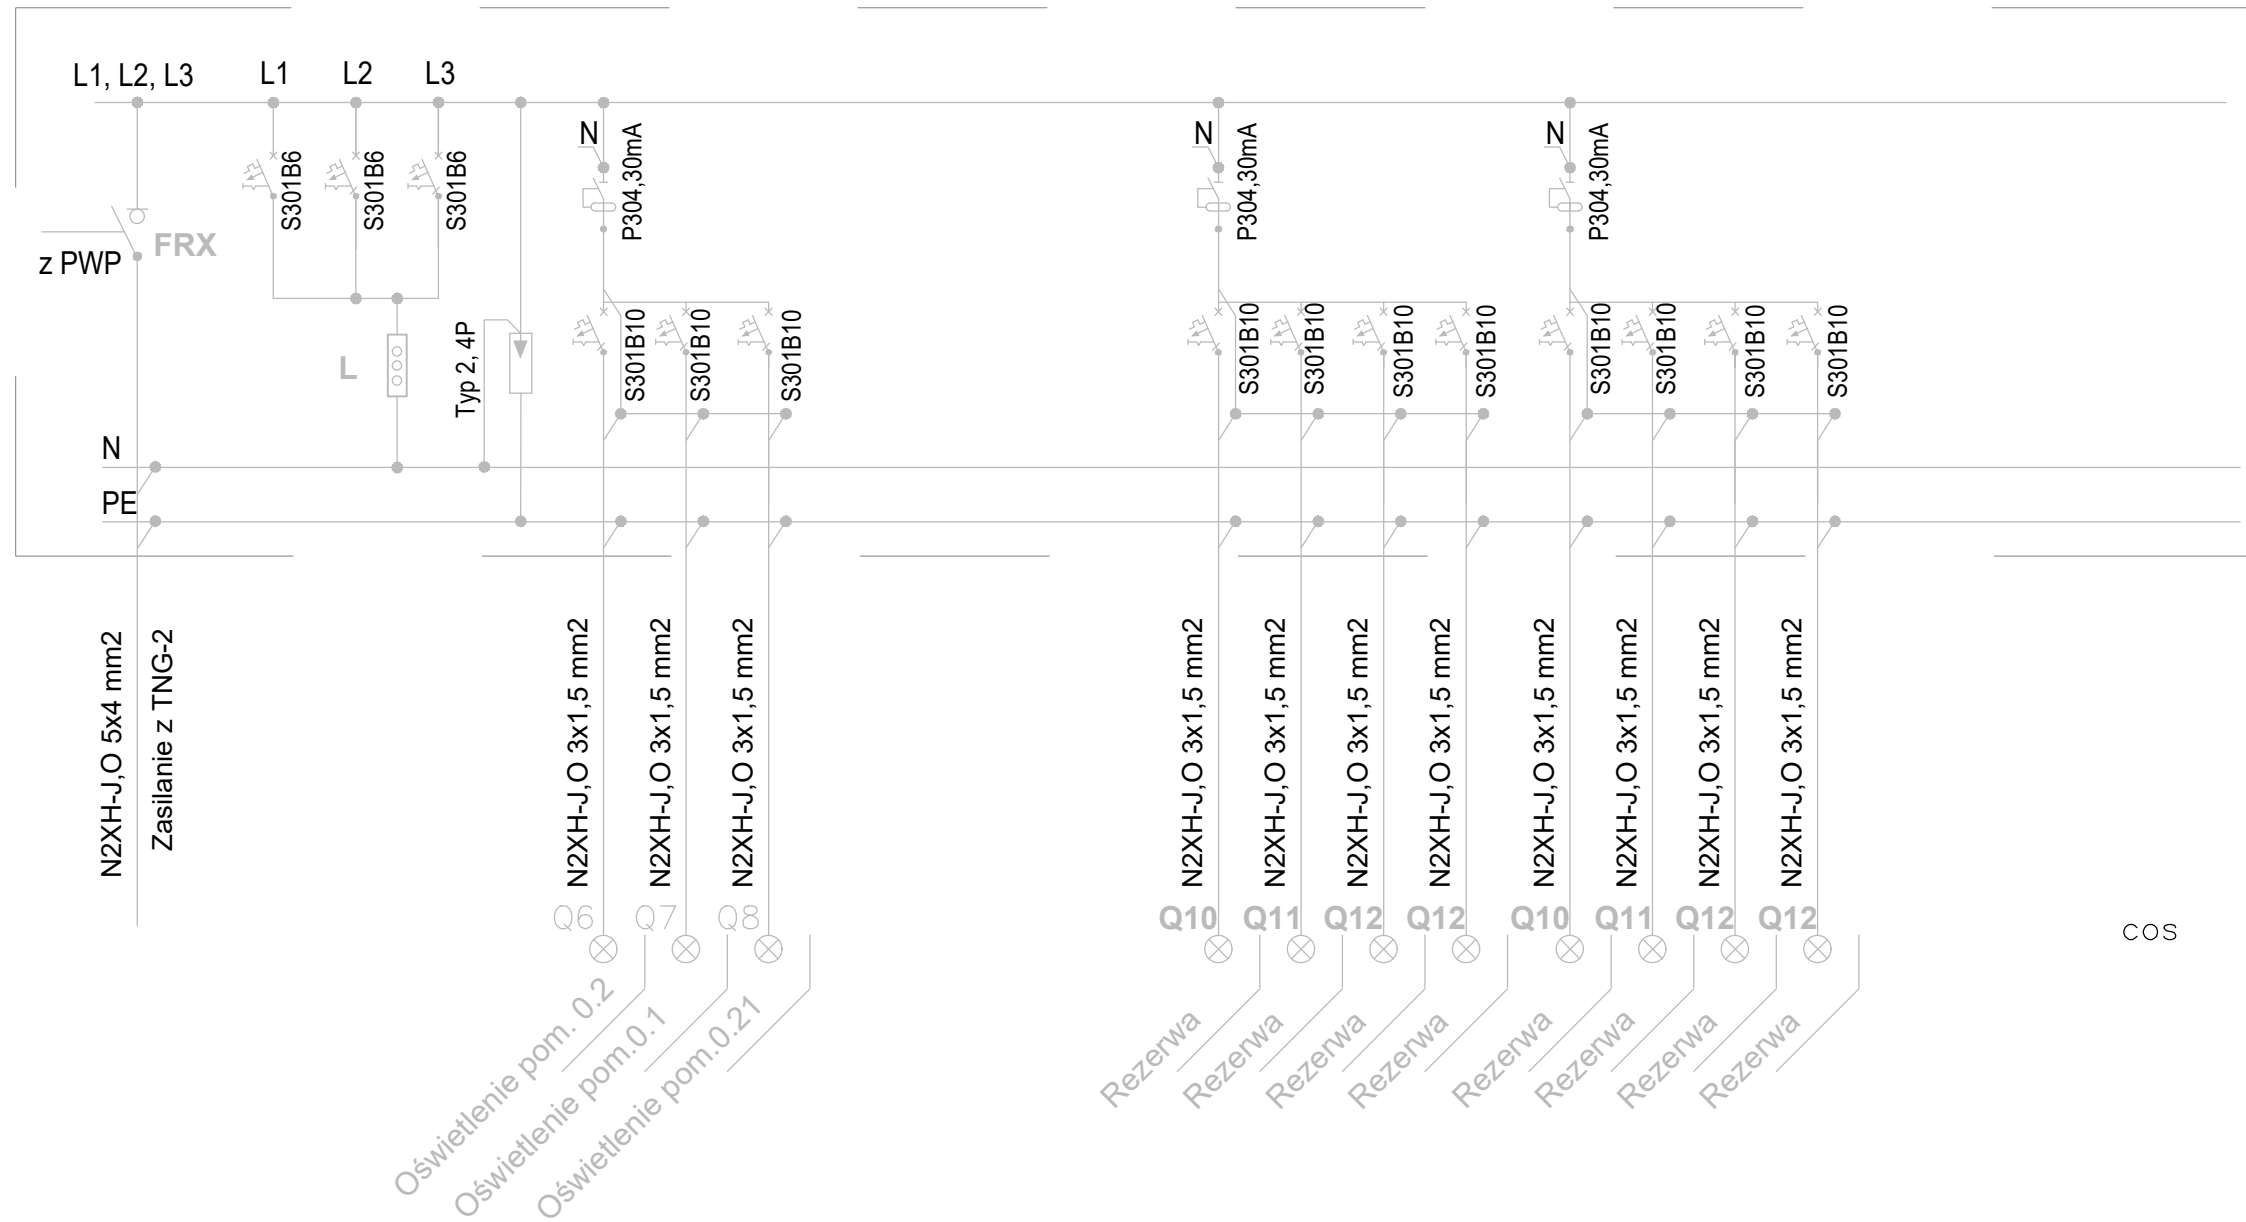 L1, L2, L3
L1
L2
L3
N
P304,30mA
N
P304,30mA
N
P304,30mA
S301B6
S301B6
S301B6
FRX
z PWP
L
Typ 2, 4P
S301B10
S301B10
S301B10
S301B10
S301B10
S301B10
S301B10
S301B10
S301B10
S301B10
S301B10
N
PE
N2XH-J,O 5x4 mm2
Zasilanie z TNG-2
N2XH-J,O 3x1,5 mm2
N2XH-J,O 3x1,5 mm2
N2XH-J,O 3x1,5 mm2
N2XH-J,O 3x1,5 mm2
N2XH-J,O 3x1,5 mm2
N2XH-J,O 3x1,5 mm2
N2XH-J,O 3x1,5 mm2
N2XH-J,O 3x1,5 mm2
N2XH-J,O 3x1,5 mm2
N2XH-J,O 3x1,5 mm2
N2XH-J,O 3x1,5 mm2
Q6
Q7
Q8
Q10
Q11
Q12
Q12
Q10
Q11
Q12
Q12
cos
Oświetlenie pom. 0.2
Oświetlenie pom.0.1
Oświetlenie pom.0.21
Rezerwa
Rezerwa
Rezerwa
Rezerwa
Rezerwa
Rezerwa
Rezerwa
Rezerwa